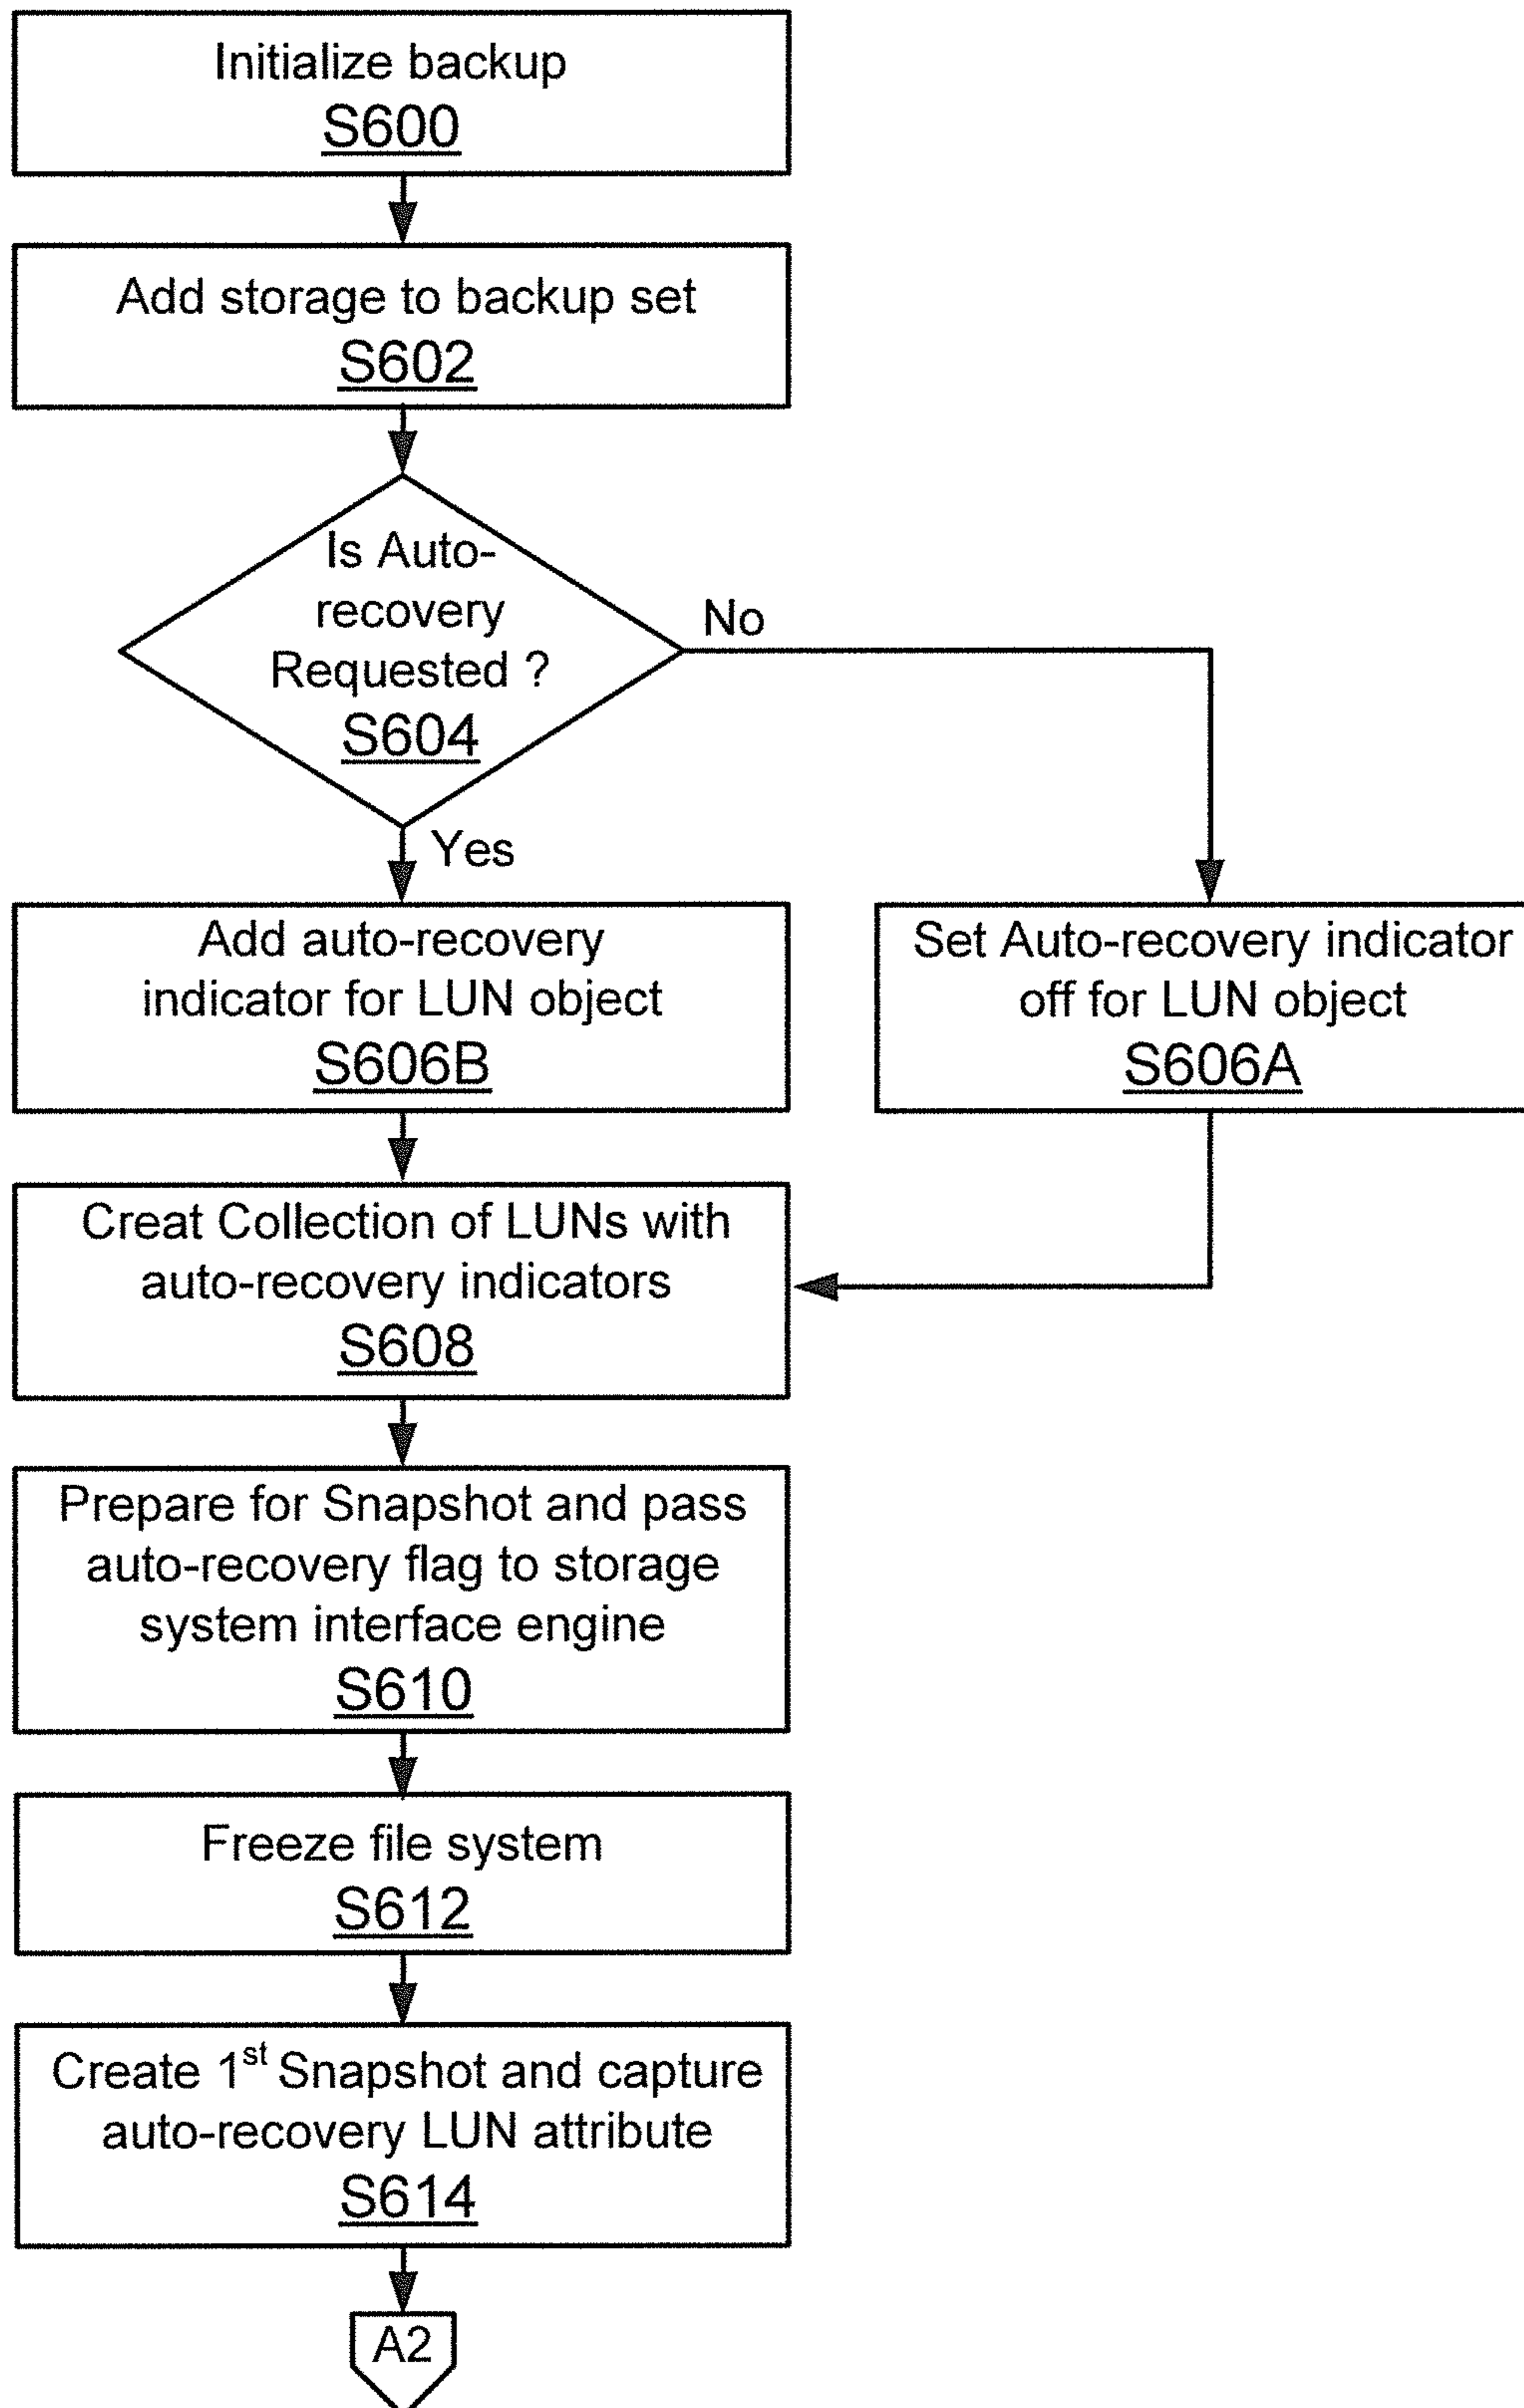 Initialize backup
S600
Add storage to backup set
S602
Is Auto-
recovery
Requested ?
S604
No
Yes
Add auto-recovery
indicator for LUN object
S606B
Set Auto-recovery indicator
off for LUN object
S606A
Creat Collection of LUNs with
auto-recovery indicators
S608
Prepare for Snapshot and pass
auto-recovery flag to storage
system interface engine
S610
Freeze file system
S612
Create 1st Snapshot and capture
auto-recovery LUN attribute
S614
A2